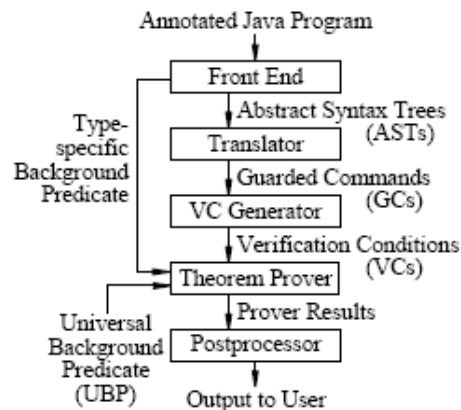 Annotated Java Program
Front End
Abstract Syntax Trees
(ASTs)
Type-
specific
Background
Predicate
Translator
Guarded Commands
(GCs)
VC Generator
Verification Conditions
(VCs)
Theorem Prover
Universal
Background
Predicate
(UBP)
Prover Results
Postprocessor
Output to User